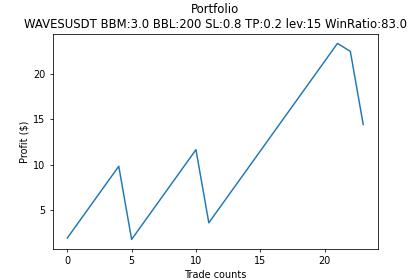 Portfolio
WAVESUSDT BBM:3.0 BBL:200 SL:0.8 TP:0.2 lev:15 WinRatio:83.0
Profit ($)
20
15
10
5
0 5 10 15 20
Trade counts